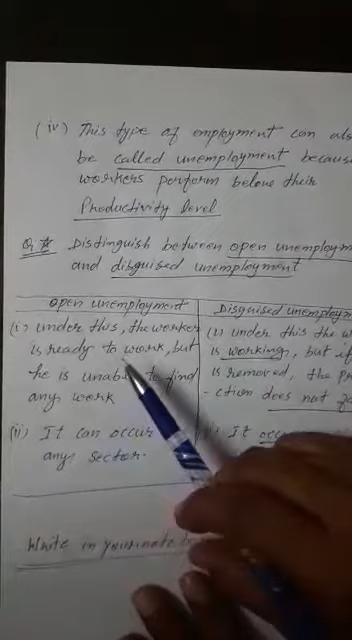 (iv) This type of employment can als
be called unemployment because
workers perform below their
Productivity level
Distinguish between open unemploym
and disguised unemployment
open unemployment
(i) under this, the worker
is ready to work, but
he is unab to find
any work
(ii) It can occur
any sector.
Disguised unemploym
(i) under this the w
is working, but if
is removed, the pr
-ction does not
It
Write in your note